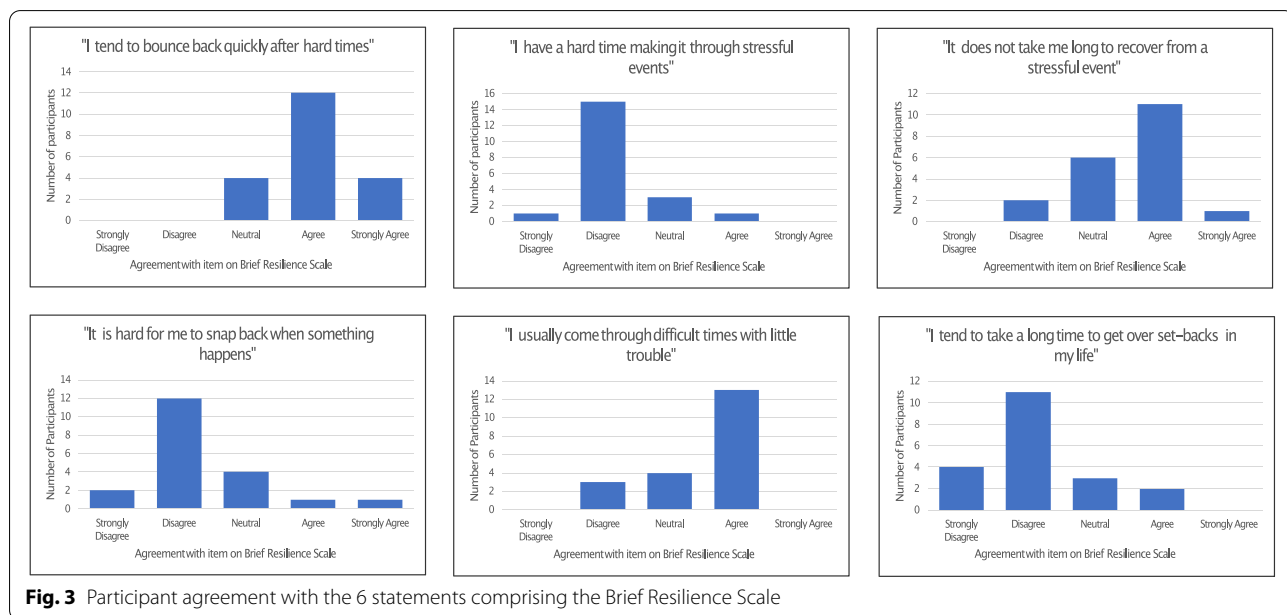 "I tend to bounce back quickly after hard times"
Number of participants
14
12
10
8
6
4
2
0
Strongly
Disagree
Disagree
Neutral
Agree
Strongly Agree
Agreement with item on Brief Resilience Scale
"I have a hard time making it through stressful
events"
Number of participants
16
14
12
10
8
6
4
2
0
Strongly
Disagree
Disagree
Neutral
Agree
Strongly Agree
Agreement with item on Brief Resilience Scale
"It does not take me long to recover from a
stressful event"
Number of Participants
12
10
8
6
4
2
0
Strongly
Disagree
Disagree
Neutral
Agree
Strongly Agree
Agreement with item on Brief Resilience Scale
"It is hard for me to snap back when something
happens"
Number of Participants
14
12
10
8
6
4
2
0
Strongly
Disagree
Disagree
Neutral
Agree
Strongly Agree
Agreement with item on Brief Resilience Scale
"I usually come through difficult times with little
trouble"
Number of Participants
14
12
10
8
6
4
2
0
Strongly
Disagree
Disagree
Neutral
Agree
Strongly Agree
Agreement with item on Brief Resilience Scale
"I tend to take a long time to get over set-backs in
my life"
Number of Participants
12
10
8
6
4
2
0
Strongly
Disagree
Disagree
Neutral
Agree
Strongly Agree
Agreement with item on Brief Resilience Scale
Fig. 3 Participant agreement with the 6 statements comprising the Brief Resilience Scale